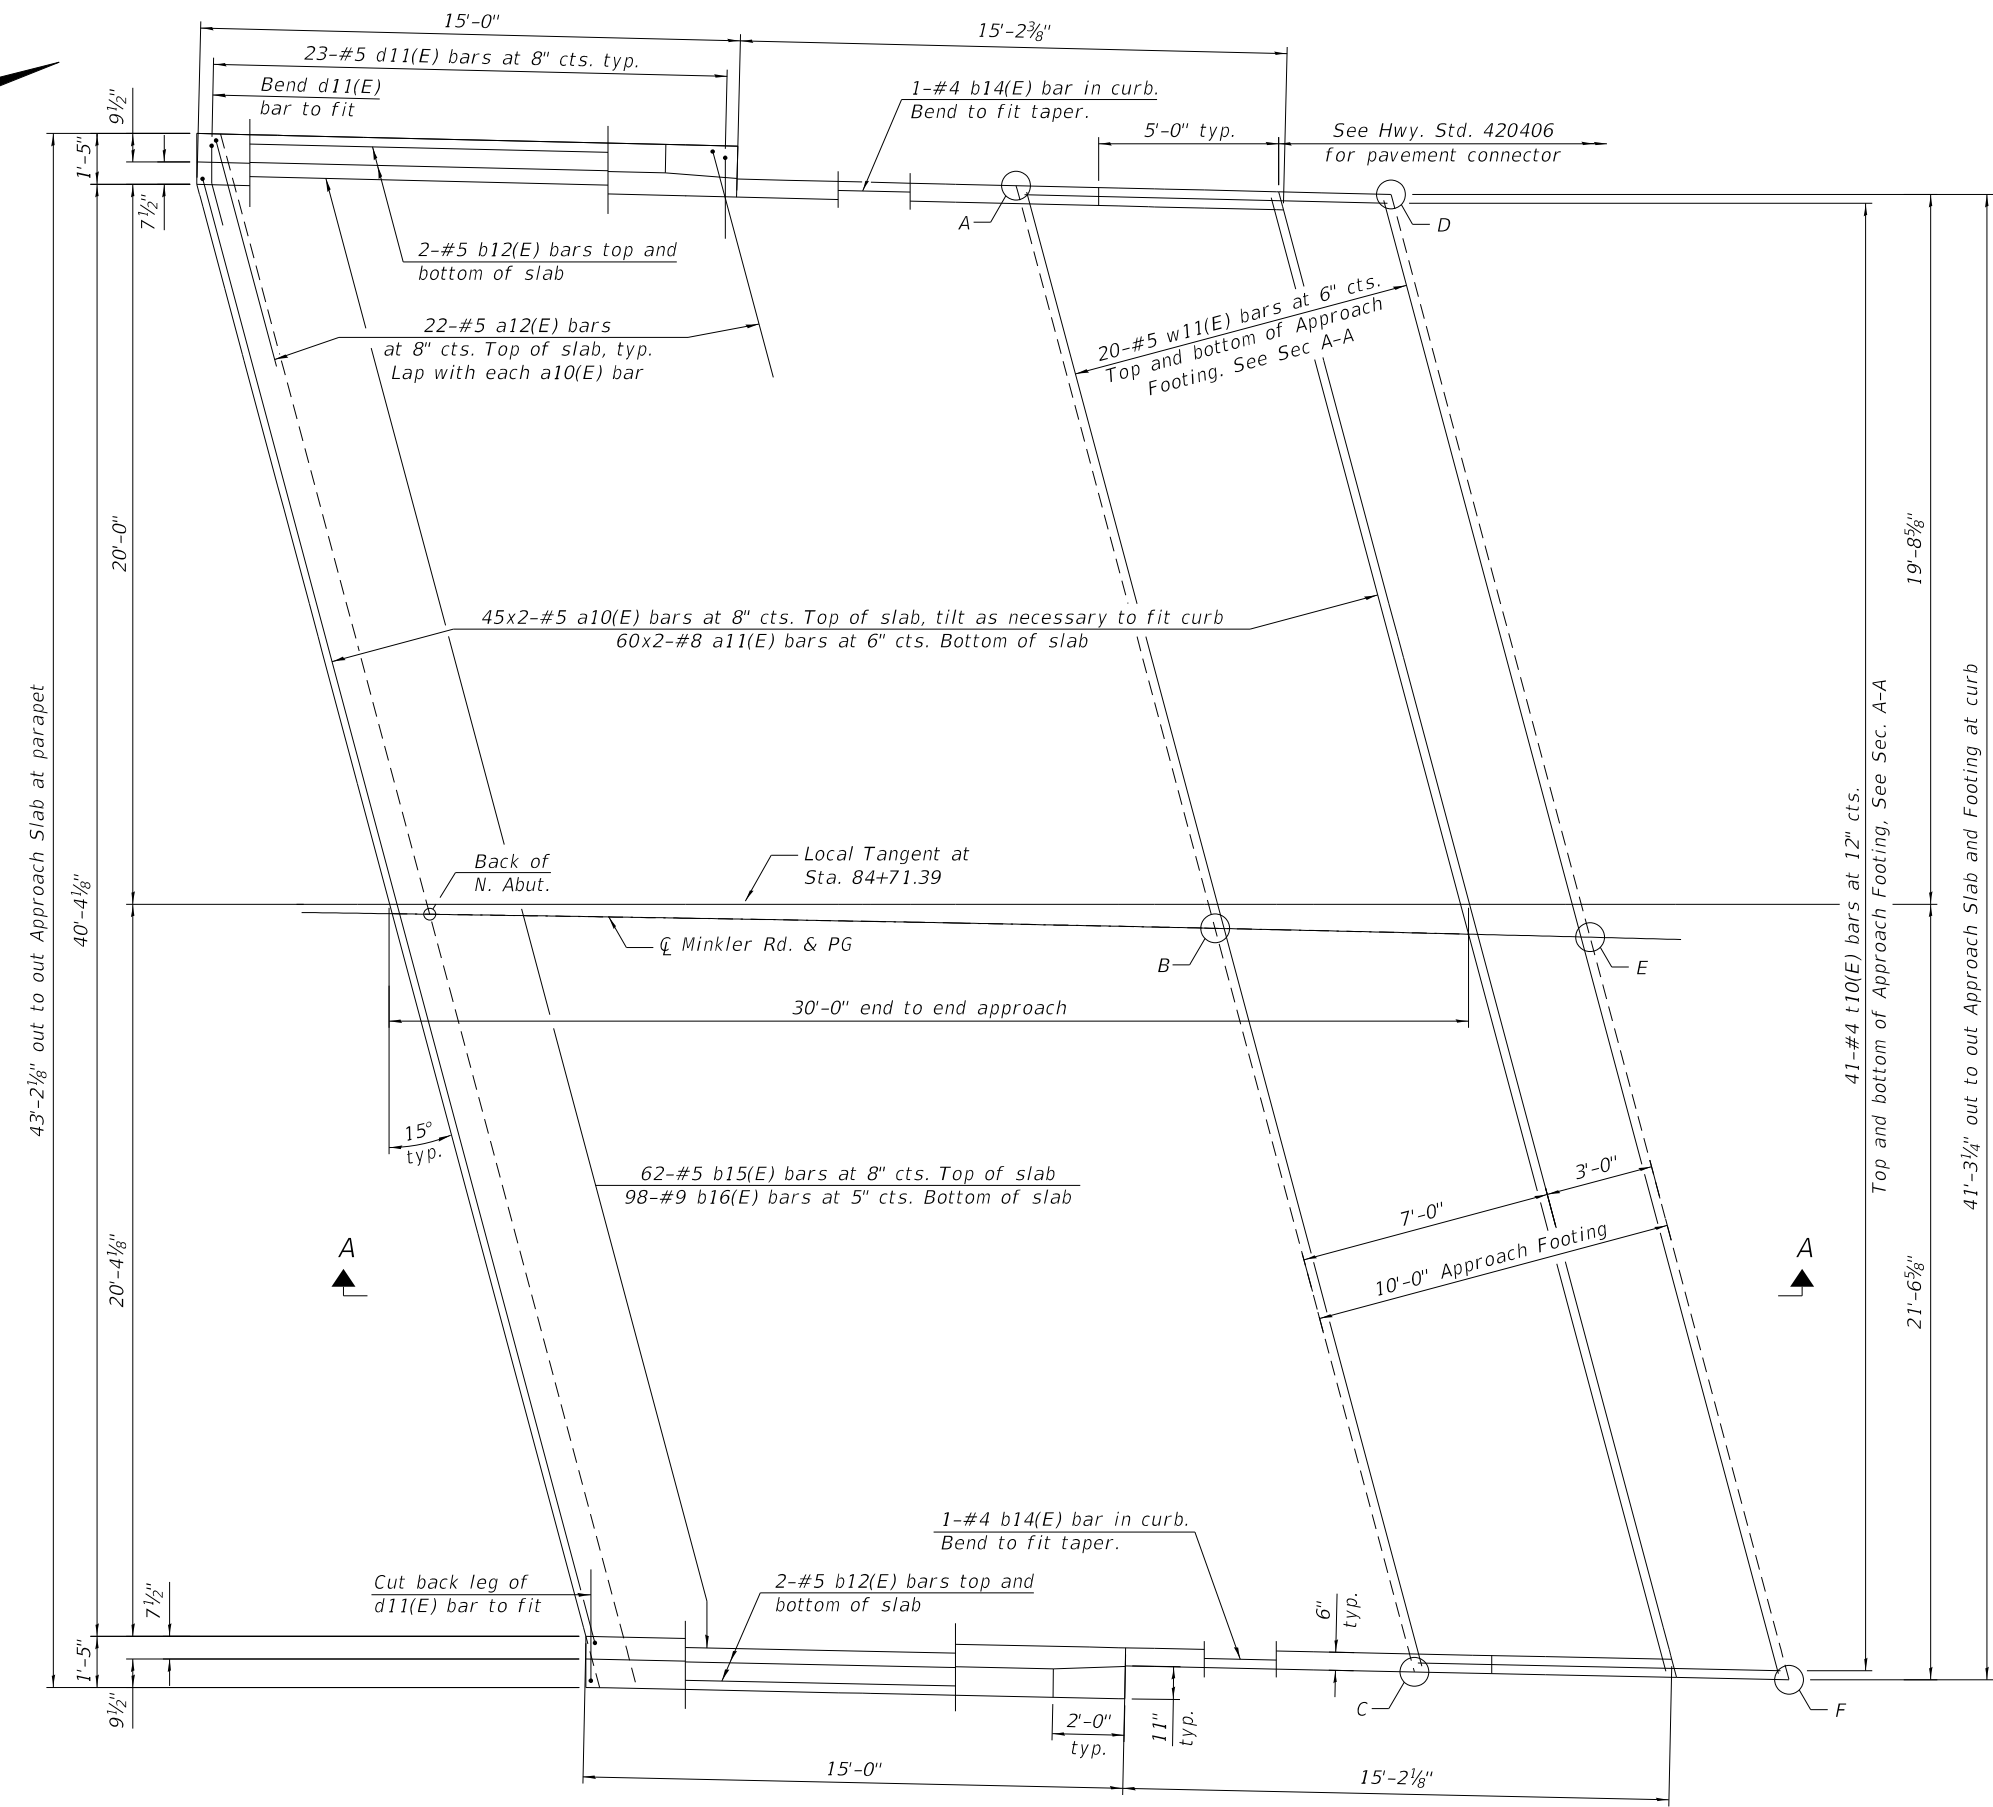 15'-0"
15'-2⅜"
23-#5 d11(E) bars at 8" cts. typ.
Bend d11(E)
bar to fit
1-#4 b14(E) bar in curb.
Bend to fit taper.
5'-0" typ.
See Hwy. Std. 420406
for pavement connector
9½"
1'-5"
7½"
A
D
2-#5 b12(E) bars top and
bottom of slab
22-#5 a12(E) bars
at 8" cts. Top of slab, typ.
Lap with each a10(E) bar
20-#5 w11(E) bars at 6" cts.
Top and bottom of Approach
Footing. See Sec A-A
20'-0"
19'-8⅝"
45x2-#5 a10(E) bars at 8" cts. Top of slab, tilt as necessary to fit curb
60x2-#8 a11(E) bars at 6" cts. Bottom of slab
43'-2⅛" out to out Approach Slab at parapet
40'-4⅛"
41-#4 t10(E) bars at 12" cts.
Top and bottom of Approach Footing, See Sec. A-A
41'-3¼" out to out Approach Slab and Footing at curb
Back of
N. Abut.
Local Tangent at
Sta. 84+71.39
℄ Minkler Rd. & PG
B
E
30'-0" end to end approach
15°
typ.
62-#5 b15(E) bars at 8" cts. Top of slab
98-#9 b16(E) bars at 5" cts. Bottom of slab
3'-0"
7'-0"
10'-0" Approach Footing
A
A
20'-4⅛"
21'-6⅝"
1-#4 b14(E) bar in curb.
Bend to fit taper.
Cut back leg of
d11(E) bar to fit
2-#5 b12(E) bars top and
bottom of slab
7½"
6"
typ.
1'-5"
9½"
C
F
2'-0"
typ.
11"
typ.
15'-0"
15'-2⅛"